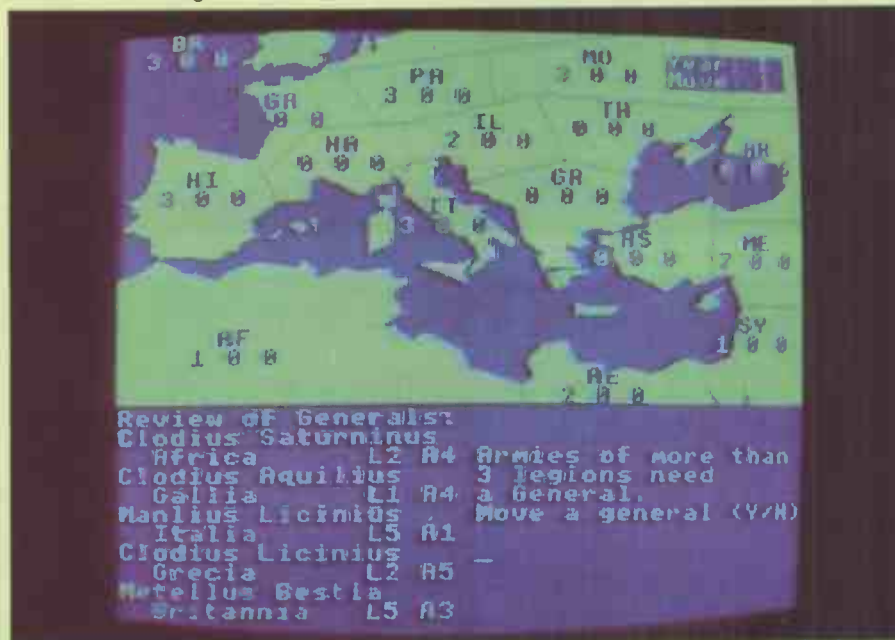 BR
3 0 0
MO
3 0 0
Year 1
PA
3 0 0
GA
0 0
IL
2 0 0
TH
0 0 0
NA
0 0 0
AR
HI
3 0 0
GR
0 0 0
IT
3 0 0
AS
0 0 0
ME
2 0 0
SY
1 0 0
AF
1 0 0
AE
2 0 0
Review of Generals:
Clodius Saturninus
Africa L2 A4 Armies of more than
Clodius Aquilius 3 legions need
Gallia L1 A4 a General.
Manlius Licinius Move a general (Y/N)
Italia L5 A1
Clodius Licinius _
Grecia L2 A5
Metellus Bestia
Britannia L5 A3